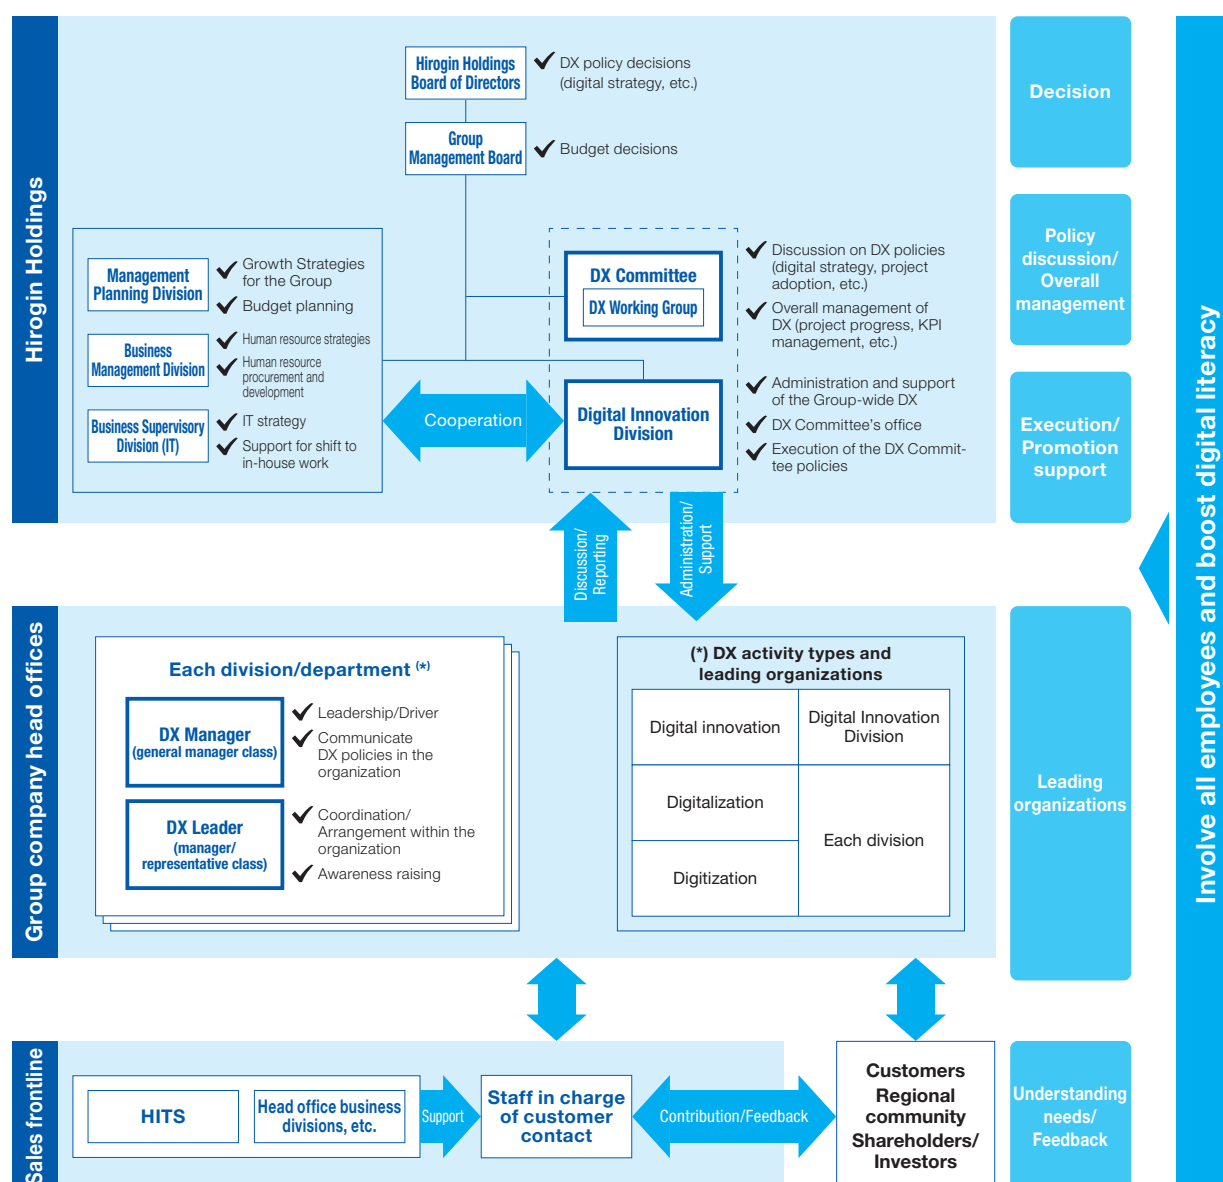 Hirogin Holdings
Hirogin Holdings
Board of Directors
DX policy decisions
(digital strategy, etc.)
Decision
Group
Management Board
Budget decisions
Management
Planning Division
Growth Strategies
for the Group
Budget planning
Business
Management Division
Human resource strategies
Human resource
procurement and
development
Business Supervisory
Division (IT)
IT strategy
Support for shift to
in-house work
Cooperation
DX Committee
DX Working Group
Discussion on DX policies
(digital strategy, project
adoption, etc.)
Overall management of
DX (project progress, KPI
management, etc.)
Policy
discussion/
Overall
management
Digital Innovation
Division
Administration and support
of the Group-wide DX
DX Committee's office
Execution of the DX Commit-
tee policies
Execution/
Promotion
support
Discussion/
Reporting
Administration/
Support
Involve all employees and boost digital literacy
Group company head offices
Each division/department (*)
DX Manager
(general manager class)
Leadership/Driver
Communicate
DX policies in the
organization
DX Leader
(manager/
representative class)
Coordination/
Arrangement within the
organization
Awareness raising
(*) DX activity types and
leading organizations
Digital innovation
Digital Innovation
Division
Digitalization
Each division
Digitization
Leading
organizations
Sales frontline
HITS
Head office business
divisions, etc.
Support
Staff in charge
of customer
contact
Contribution/Feedback
Customers
Regional
community
Shareholders/
Investors
Understanding
needs/
Feedback